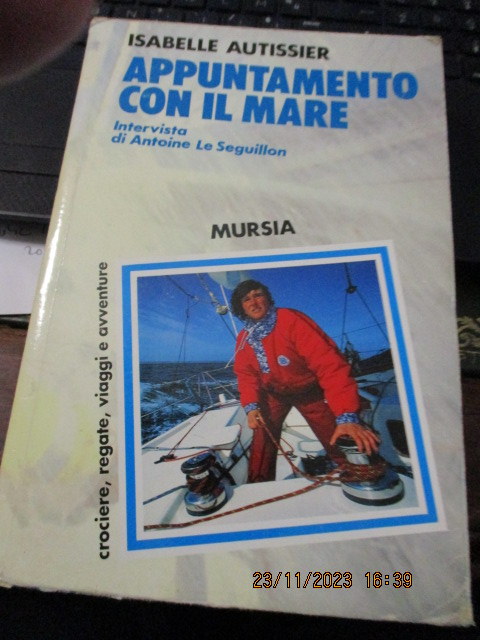 ISABELLE AUTISSIER
APPUNTAMENTO
CON IL MARE
Intervista
di Antoine Le Seguillon
MURSIA
crociere, regate, viaggi e avventure
23/11/2023 16:39